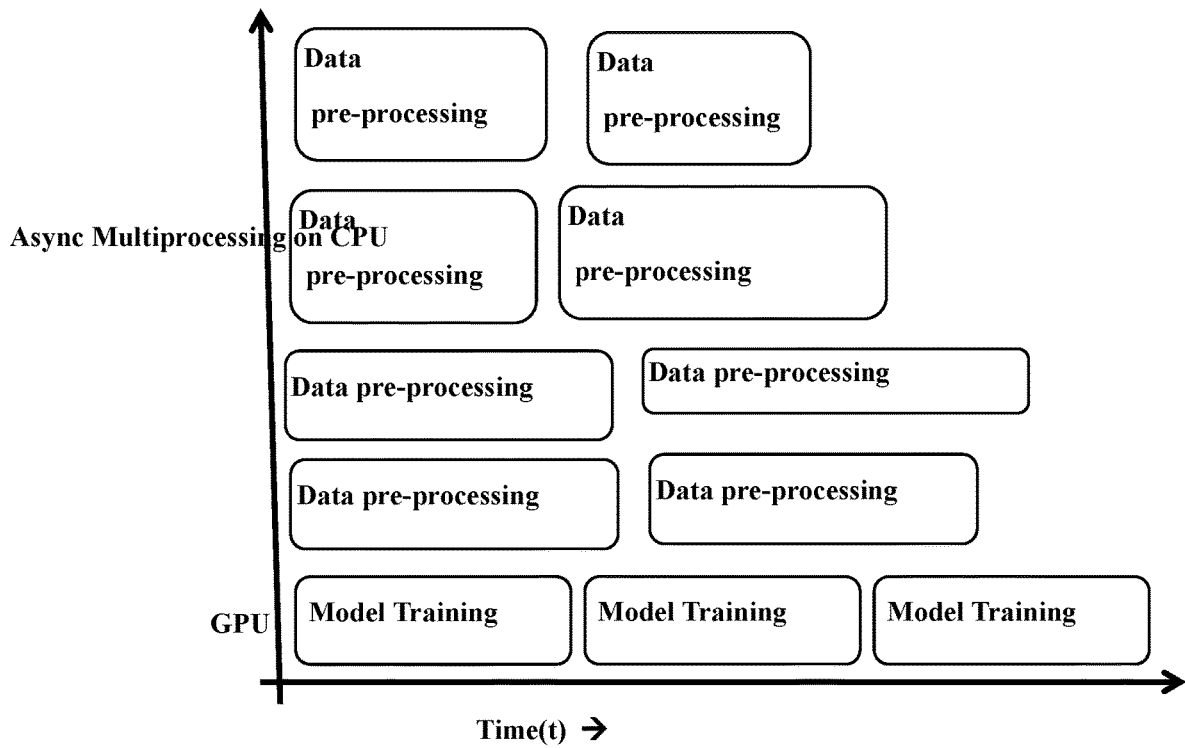 Data
pre-processing
Data
pre-processing
Async Multiprocessing on CPU
Data
pre-processing
Data
pre-processing
Data pre-processing
Data pre-processing
Data pre-processing
Data pre-processing
GPU
Model Training
Model Training
Model Training
Time(t) →